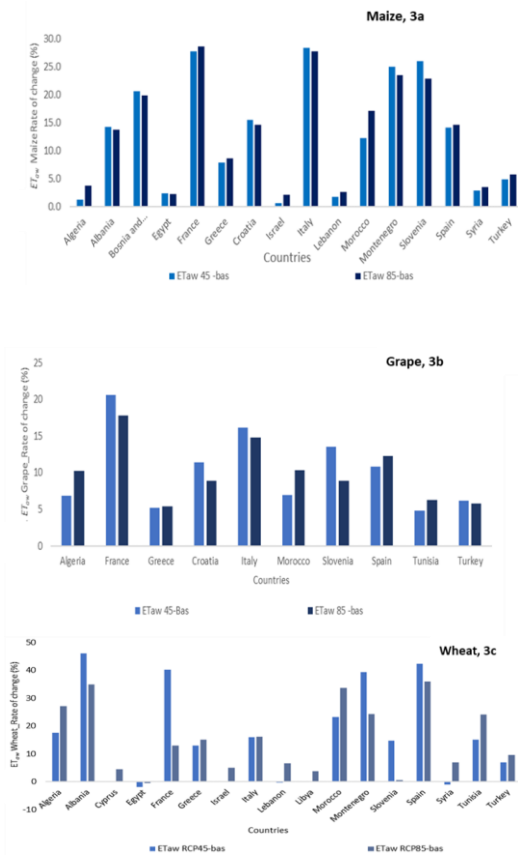 Maize, 3a
ETaw Maize Rate of change (%)
30.0
25.0
20.0
15.0
10.0
5.0
0.0
Algeria
Albania
Bosnia and...
Egypt
France
Greece
Croatia
Israel
Italy
Lebanon
Morocco
Montenegro
Slovenia
Spain
Syria
Turkey
Countries
ETaw 45 -bas ETaw 85-bas
Grape, 3b
. ETaw Grape_Rate of change (%)
25
20
15
10
5
0
Algeria France Greece Croatia Italy Morocco Slovenia Spain Tunisia Turkey
Countries
ETaw 45-Bas ETaw 85 -bas
Wheat, 3c
ETaw Wheat_Rate of change (%)
50
40
30
20
10
0
-10
Algeria
Albania
Cyprus
Egypt
France
Greece
Israel
Italy
Lebanon
Libya
Morocco
Montenegro
Slovenia
Spain
Syria
Tunisia
Turkey
Countries
ETaw RCP45-bas ETaw RCP85-bas